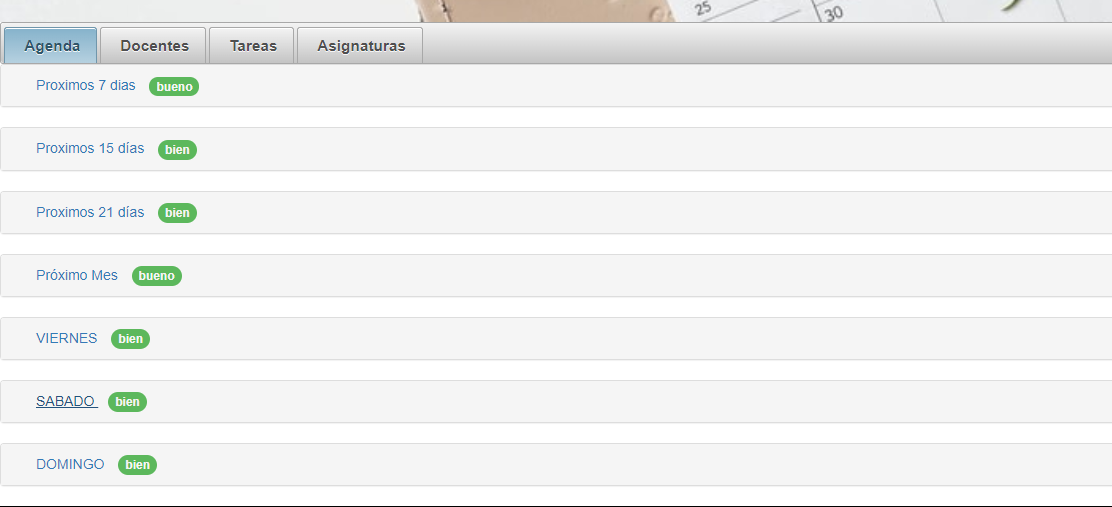 25
30
Agenda Docentes Tareas Asignaturas
Proximos 7 dias bueno
Proximos 15 días bien
Proximos 21 días bien
Próximo Mes bueno
VIERNES bien
SABADO bien
DOMINGO bien